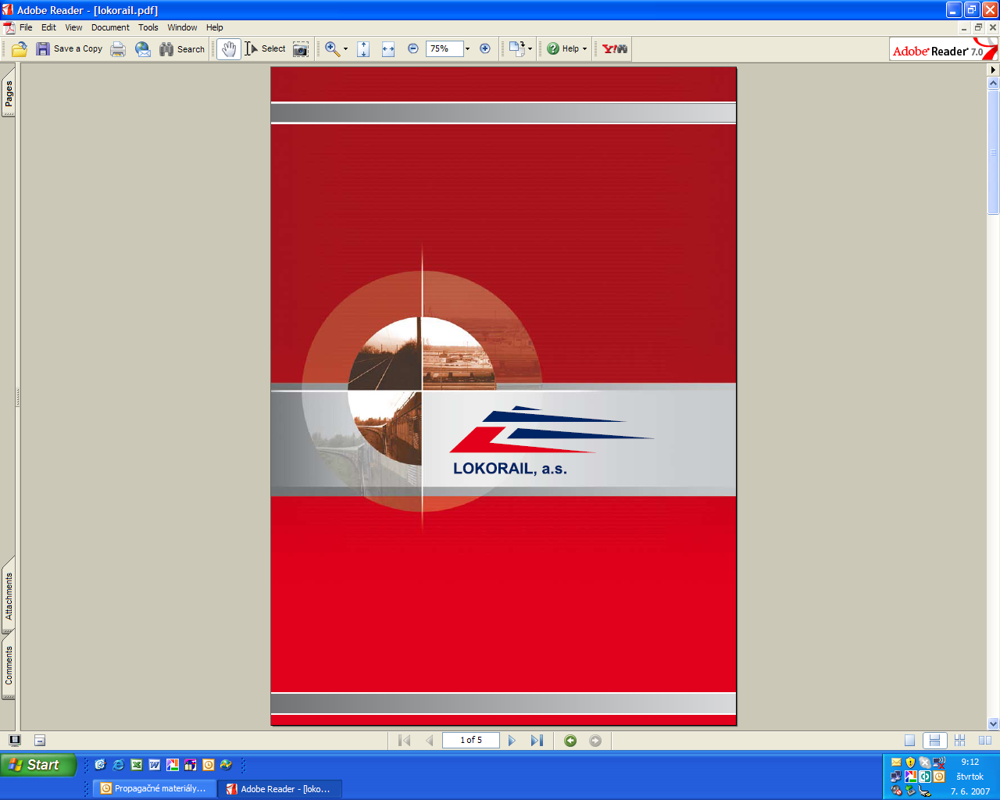 Adobe Reader - [lokorail.pdf]
File Edit View Document Tools Window Help
Save a Copy Search Select 75% Help Y! Adobe Reader 7.0
Pages
LOKORAIL, a.s.
Attachments
Comments
1 of 5
Start
9:12
štvrtok
Propagačné materiály... Adobe Reader - [loko... 7. 6. 2007